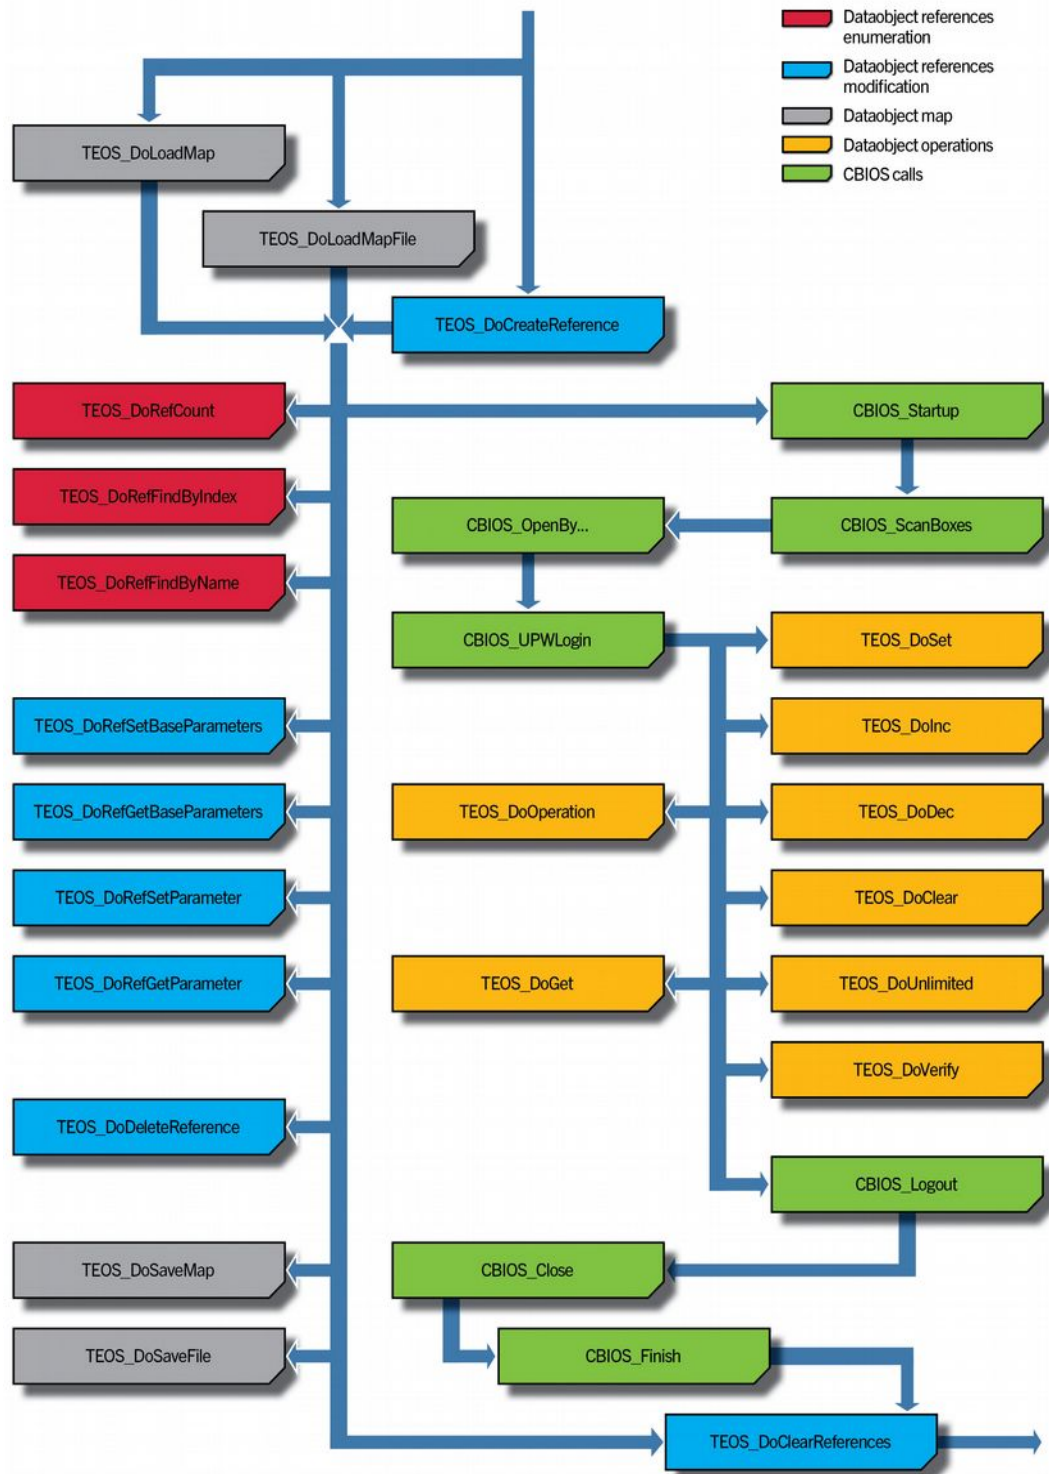 Dataobject references
enumeration
Dataobject references
modification
Dataobject map
Dataobject operations
CBIOS calls
TEOS_DoLoadMap
TEOS_DoLoadMapFile
TEOS_DoCreateReference
TEOS_DoRefCount
CBIOS_Startup
TEOS_DoRefFindByIndex
CBIOS_OpenBy...
CBIOS_ScanBoxes
TEOS_DoRefFindByName
CBIOS_UPWLogin
TEOS_DoSet
TEOS_DoRefSetBaseParameters
TEOS_DoInc
TEOS_DoRefGetBaseParameters
TEOS_DoOperation
TEOS_DoDec
TEOS_DoRefSetParameter
TEOS_DoClear
TEOS_DoRefGetParameter
TEOS_DoGet
TEOS_DoUnlimited
TEOS_DoVerify
TEOS_DoDeleteReference
CBIOS_Logout
TEOS_DoSaveMap
CBIOS_Close
TEOS_DoSaveFile
CBIOS_Finish
TEOS_DoClearReferences